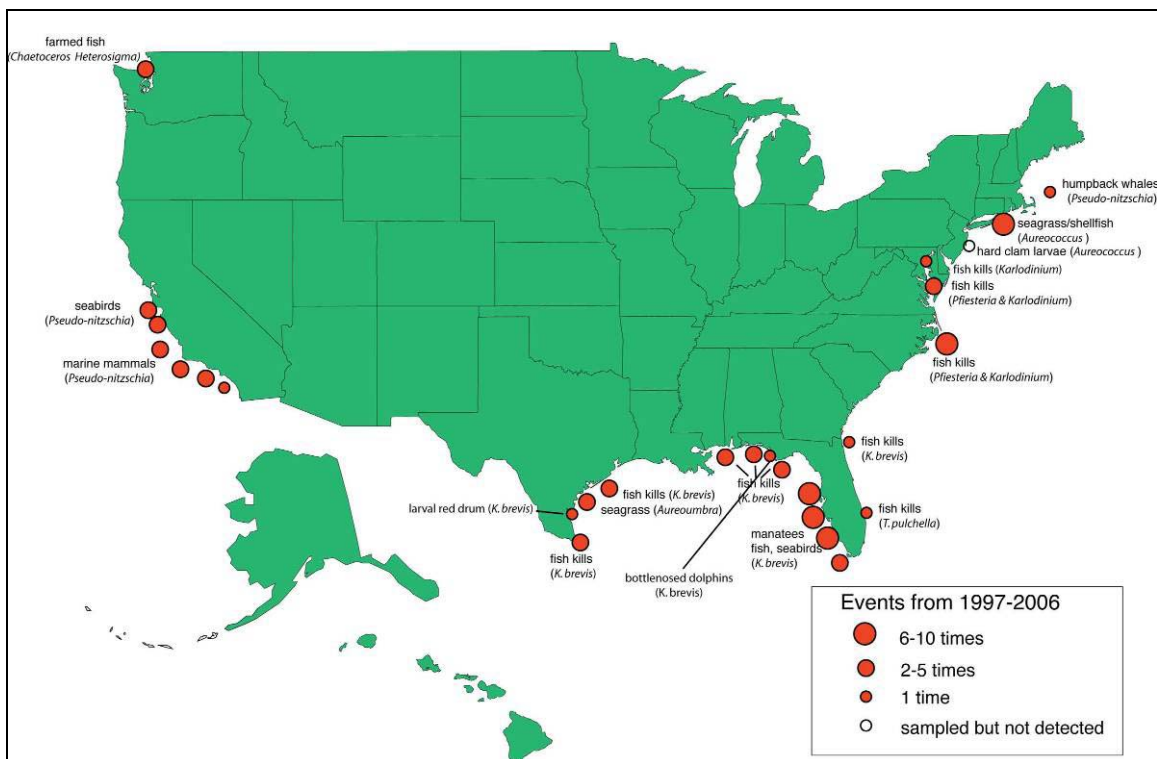 farmed fish
(Chaetoceros Heterosigma)
humpback whales
(Pseudo-nitzschia)
seagrass/shellfish
(Aureococcus )
hard clam larvae (Aureococcus )
fish kills (Karlodinium)
fish kills
(Pfiesteria & Karlodinium)
seabirds
(Pseudo-nitzschia)
marine mammals
(Pseudo-nitzschia)
fish kills
(Pfiesteria & Karlodinium)
fish kills
(K. brevis)
fish kills
(K. brevis)
fish kills (K. brevis)
larval red drum (K. brevis)
seagrass (Aureoumbra)
fish kills
(T. pulchella)
fish kills
(K. brevis)
manatees
fish, seabirds
(K. brevis)
bottlenosed dolphins
(K. brevis)
Events from 1997-2006
6-10 times
2-5 times
1 time
sampled but not detected